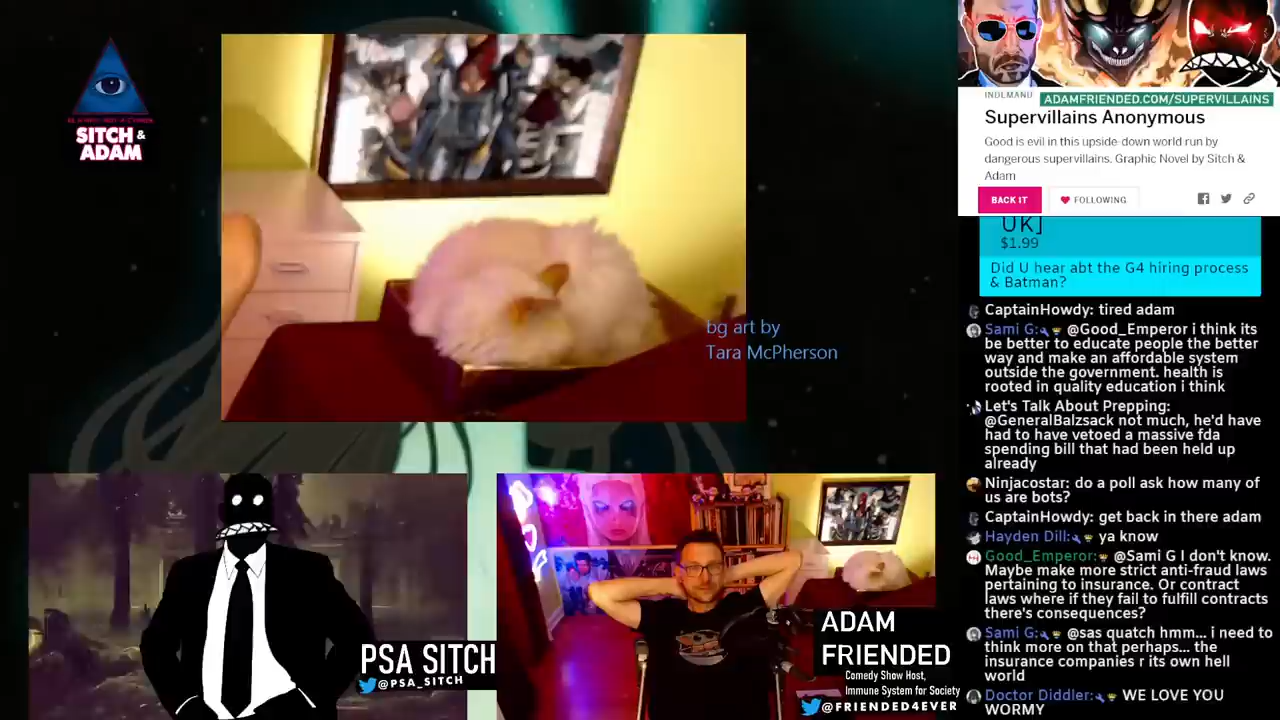 SITCH &
ADAM
bg art by
Tara McPherson
PSA SITCH
@PSA_SITCH
ADAM
FRIENDED
Comedy Show Host,
Immune System for Society
@FRIENDED4EVER
INDEMAND
ADAMFRIENDED.COM/SUPERVILLAINS
Supervillains Anonymous
Good is evil in this upside-down world run by
dangerous supervillains. Graphic Novel by Sitch &
Adam
BACK IT
FOLLOWING
UK]
$1.99
Did U hear abt the G4 hiring process
& Batman?
CaptainHowdy: tired adam
Sami G: @Good_Emperor i think its
be better to educate people the better
way and make an affordable system
outside the government. health is
rooted in quality education i think
Let's Talk About Prepping:
@GeneralBalzsack not much, he'd have
had to have vetoed a massive fda
spending bill that had been held up
already
Ninjacostar: do a poll ask how many of
us are bots?
CaptainHowdy: get back in there adam
Hayden Dill: ya know
Good_Emperor: @Sami G I don't know.
Maybe make more strict anti-fraud laws
pertaining to insurance. Or contract
laws where if they fail to fulfill contracts
there's consequences?
Sami G: @sas quatch hmm... i need to
think more on that perhaps... the
insurance companies r its own hell
world
Doctor Diddler: WE LOVE YOU
WORMY